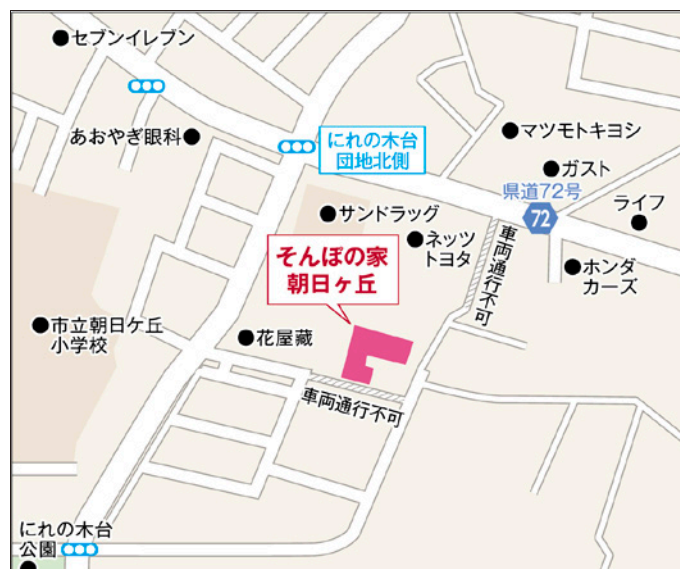 セブンイレブン
あおやぎ眼科
にれの木台
団地北側
マツモトキヨシ
ガスト
県道72号
72
ライフ
サンドラッグ
ネッツ
トヨタ
車両通行不可
ホンダ
カーズ
そんぽの家
朝日ヶ丘
市立朝日ケ丘
小学校
花屋藏
車両通行不可
にれの木台
公園